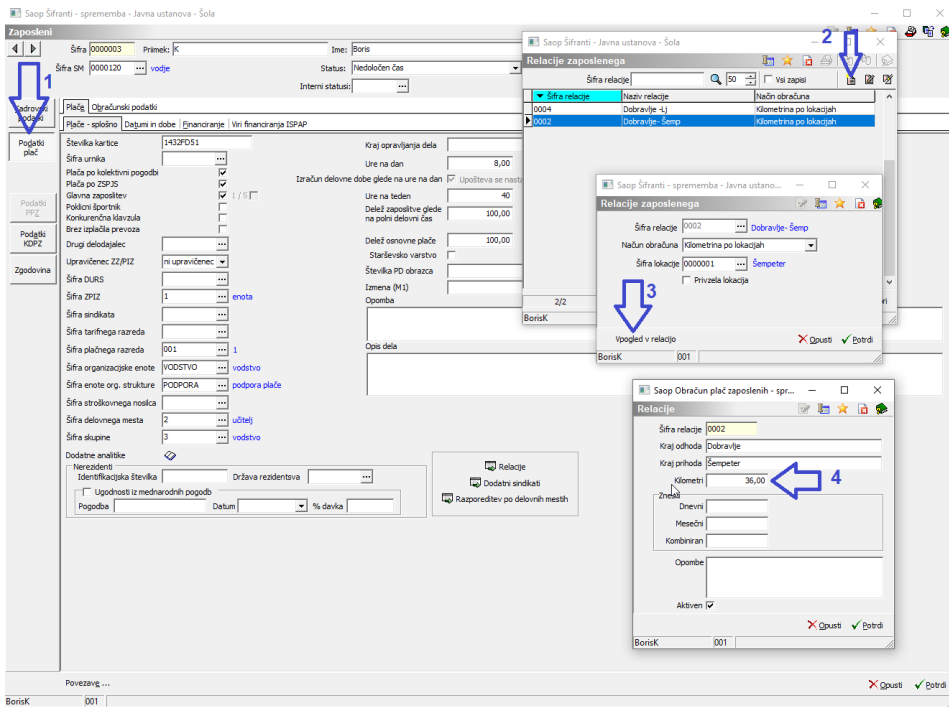 Saop Šifranti - sprememba - Javna ustanova - Šola
Zaposleni
Šifra 0000003 Priimek: K Ime: Boris
Šifra SM 0000120 ... vodje Status: Nedoločen čas
Interni statusi: ...
1
Kadrovski podatki
Podatki plač
Podatki PPZ
Podatki KDPZ
Zgodovina
Plače Obračunski podatki
Plače - splošno Datumi in dobe Financiranje Viri financiranja ISPAP
Številka kartice 1432FD51
Šifra urnika ...
Plača po kolektivni pogodbi
Plača po ZSPJS
Glavna zaposlitev 1 / 5
Poklicni športnik
Konkurenčna klavzula
Brez izplačila prevoza
Drugi delodajalec ...
Upravičenec ZZ/PIZ ni upravičenec
Šifra DURS ...
Šifra ZPIZ 1 ... enota
Šifra sindikata ...
Šifra tarifnega razreda ...
Šifra plačnega razreda 001 ... 1
Šifra organizacijske enote VODSTVO ... vodstvo
Šifra enote org. strukture PODPORA ... podpora plače
Šifra stroškovnega nosilca ...
Šifra delovnega mesta 2 ... učitelj
Šifra skupine 3 ... vodstvo
Dodatne analitike
Nerezidenti
Identifikacijska številka Država rezidentsva ...
Ugodnosti iz mednarodnih pogodb
Pogodba Datum % davka
Kraj opravljanja dela
Ure na dan 8,00
Izračun delovne dobe glede na ure na dan Upošteva se nasta
Ure na teden 40
Delež zaposlitve glede na polni delovni čas 100,00
Delež osnovne plače 100,00
Starševsko varstvo
Številka PD obrazca
Izmena (M1)
Opomba
Opis dela
Relacije
Dodatni sindikati
Razporeditev po delovnih mestih
Povezave ...
Opusti Potrdi
BorisK 001
Saop Šifranti - Javna ustanova - Šola
2
Relacije zaposlenega
Šifra relacije 50 Vsi zapisi
Šifra relacije Naziv relacije Način obračuna
0004 Dobravlje -Lj Kilometrina po lokacijah
0002 Dobravlje- Šemp Kilometrina po lokacijah
2/2
BorisK
Saop Šifranti - sprememba - Javna ustano...
Relacije zaposlenega
Šifra relacije 0002 ... Dobravlje- Šemp
Način obračuna Kilometrina po lokacijah
Šifra lokacije 0000001 ... Šempeter
Privzeta lokacija
3
Vpogled v relacijo Opusti Potrdi
BorisK 001
Saop Obračun plač zaposlenih - spr...
Relacije
Šifra relacije 0002
Kraj odhoda Dobravlje
Kraj prihoda Šempeter
Kilometri 36,00
4
Zneski
Dnevni
Mesečni
Kombiniran
Opombe
Aktiven
Opusti Potrdi
BorisK 001